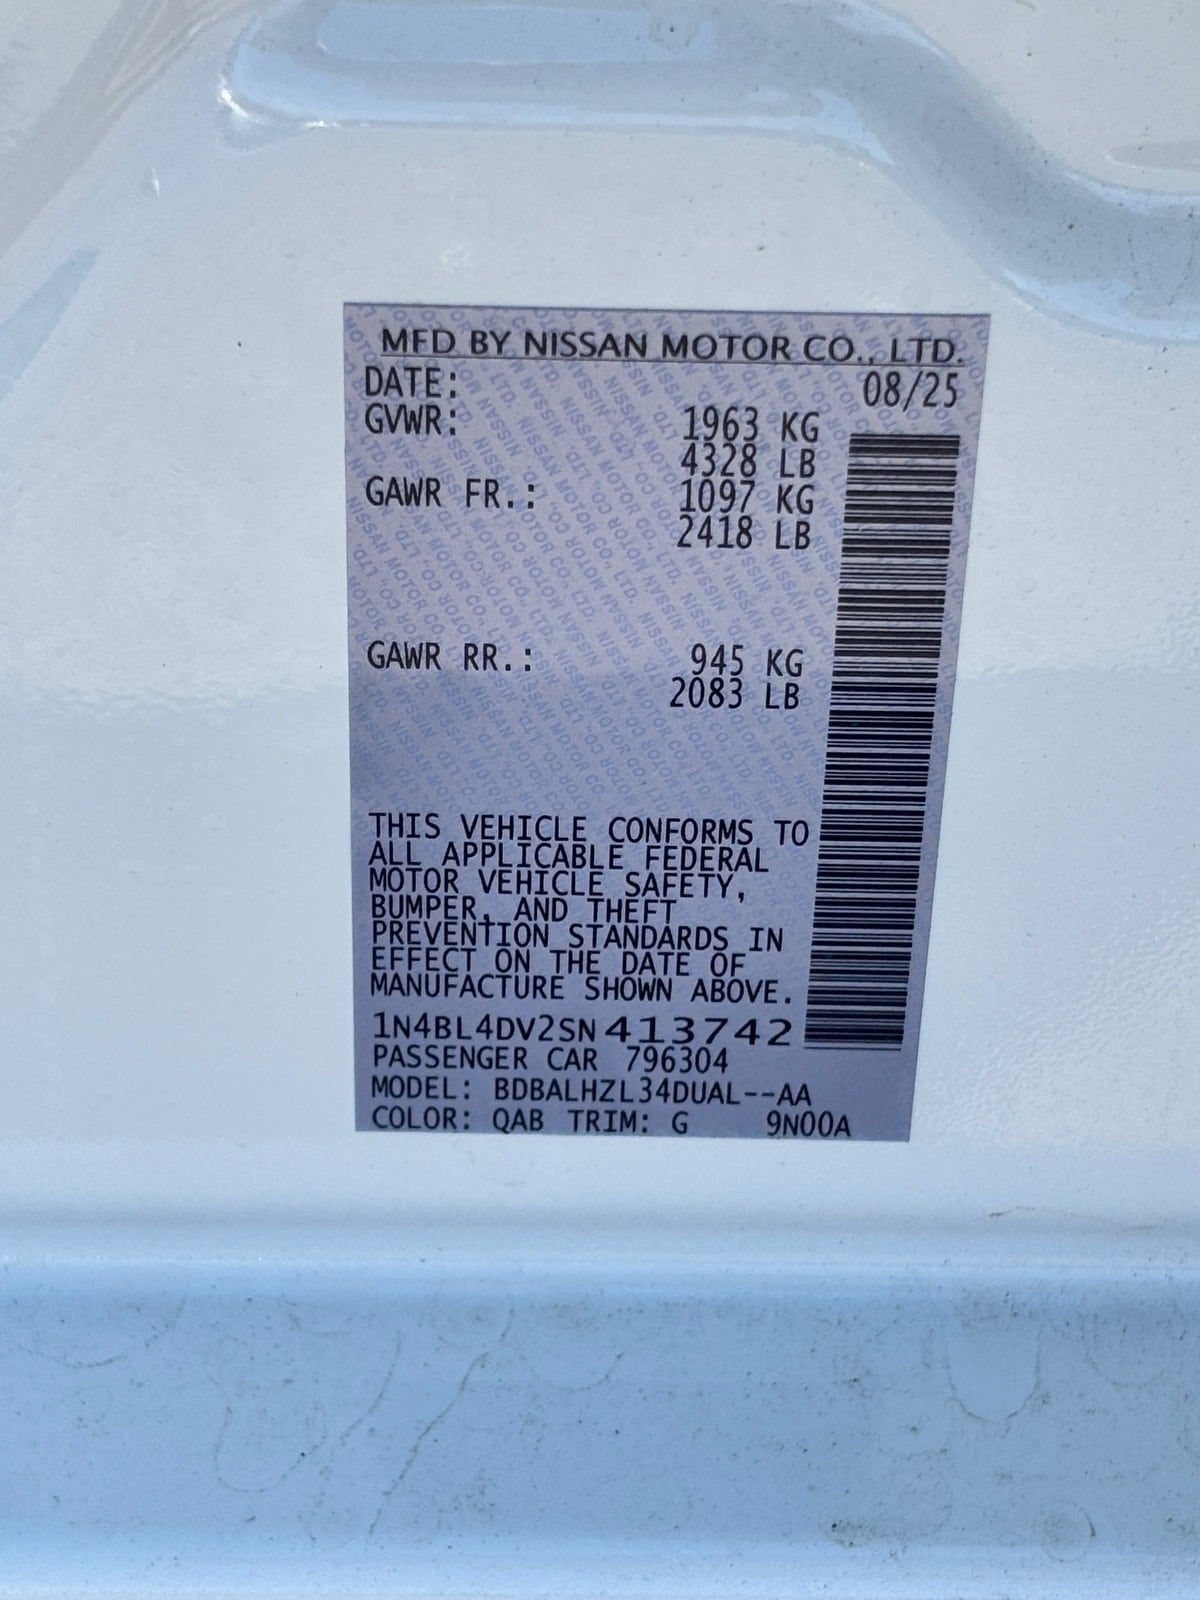 MFD BY NISSAN MOTOR CO., LTD.
DATE: 08/25
GVWR: 1963 KG
4328 LB
GAWR FR.: 1097 KG
2418 LB
GAWR RR.: 945 KG
2083 LB
THIS VEHICLE CONFORMS TO
ALL APPLICABLE FEDERAL
MOTOR VEHICLE SAFETY,
BUMPER, AND THEFT
PREVENTION STANDARDS IN
EFFECT ON THE DATE OF
MANUFACTURE SHOWN ABOVE.
1N4BL4DV2SN413742
PASSENGER CAR 796304
MODEL: BDBALHZL34DUAL--AA
COLOR: QAB TRIM: G 9N00A